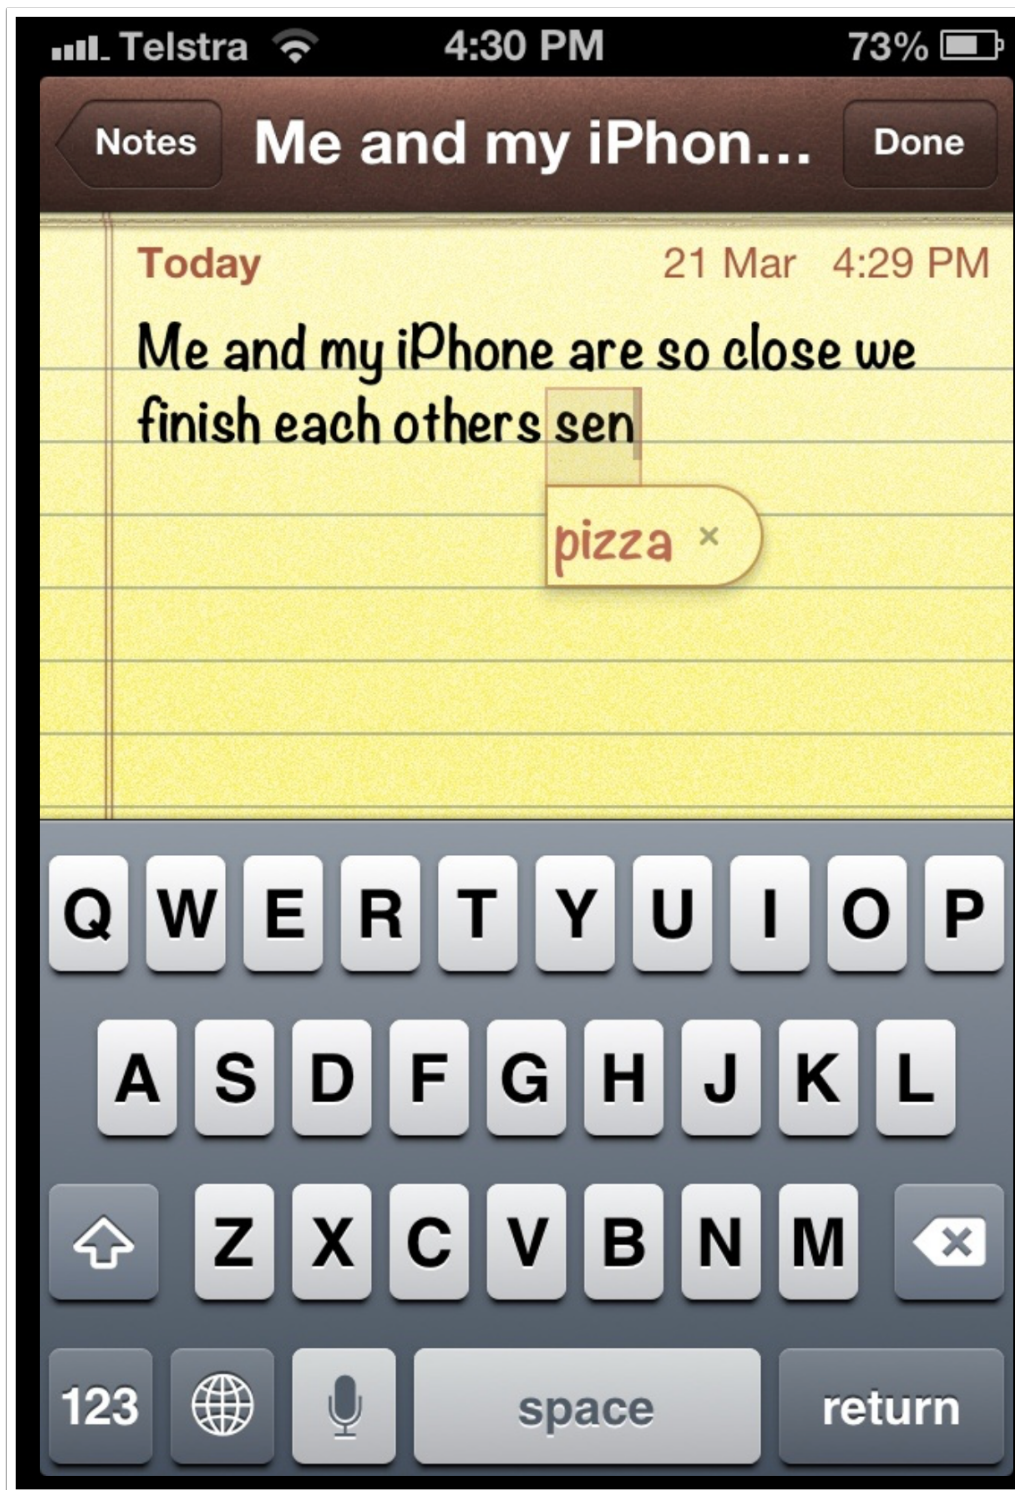 Telstra 4:30 PM 73%
Notes Me and my iPhon... Done
Today 21 Mar 4:29 PM
Me and my iPhone are so close we
finish each others sen
pizza ×
Q W E R T Y U I O P
A S D F G H J K L
Z X C V B N M
123 space return